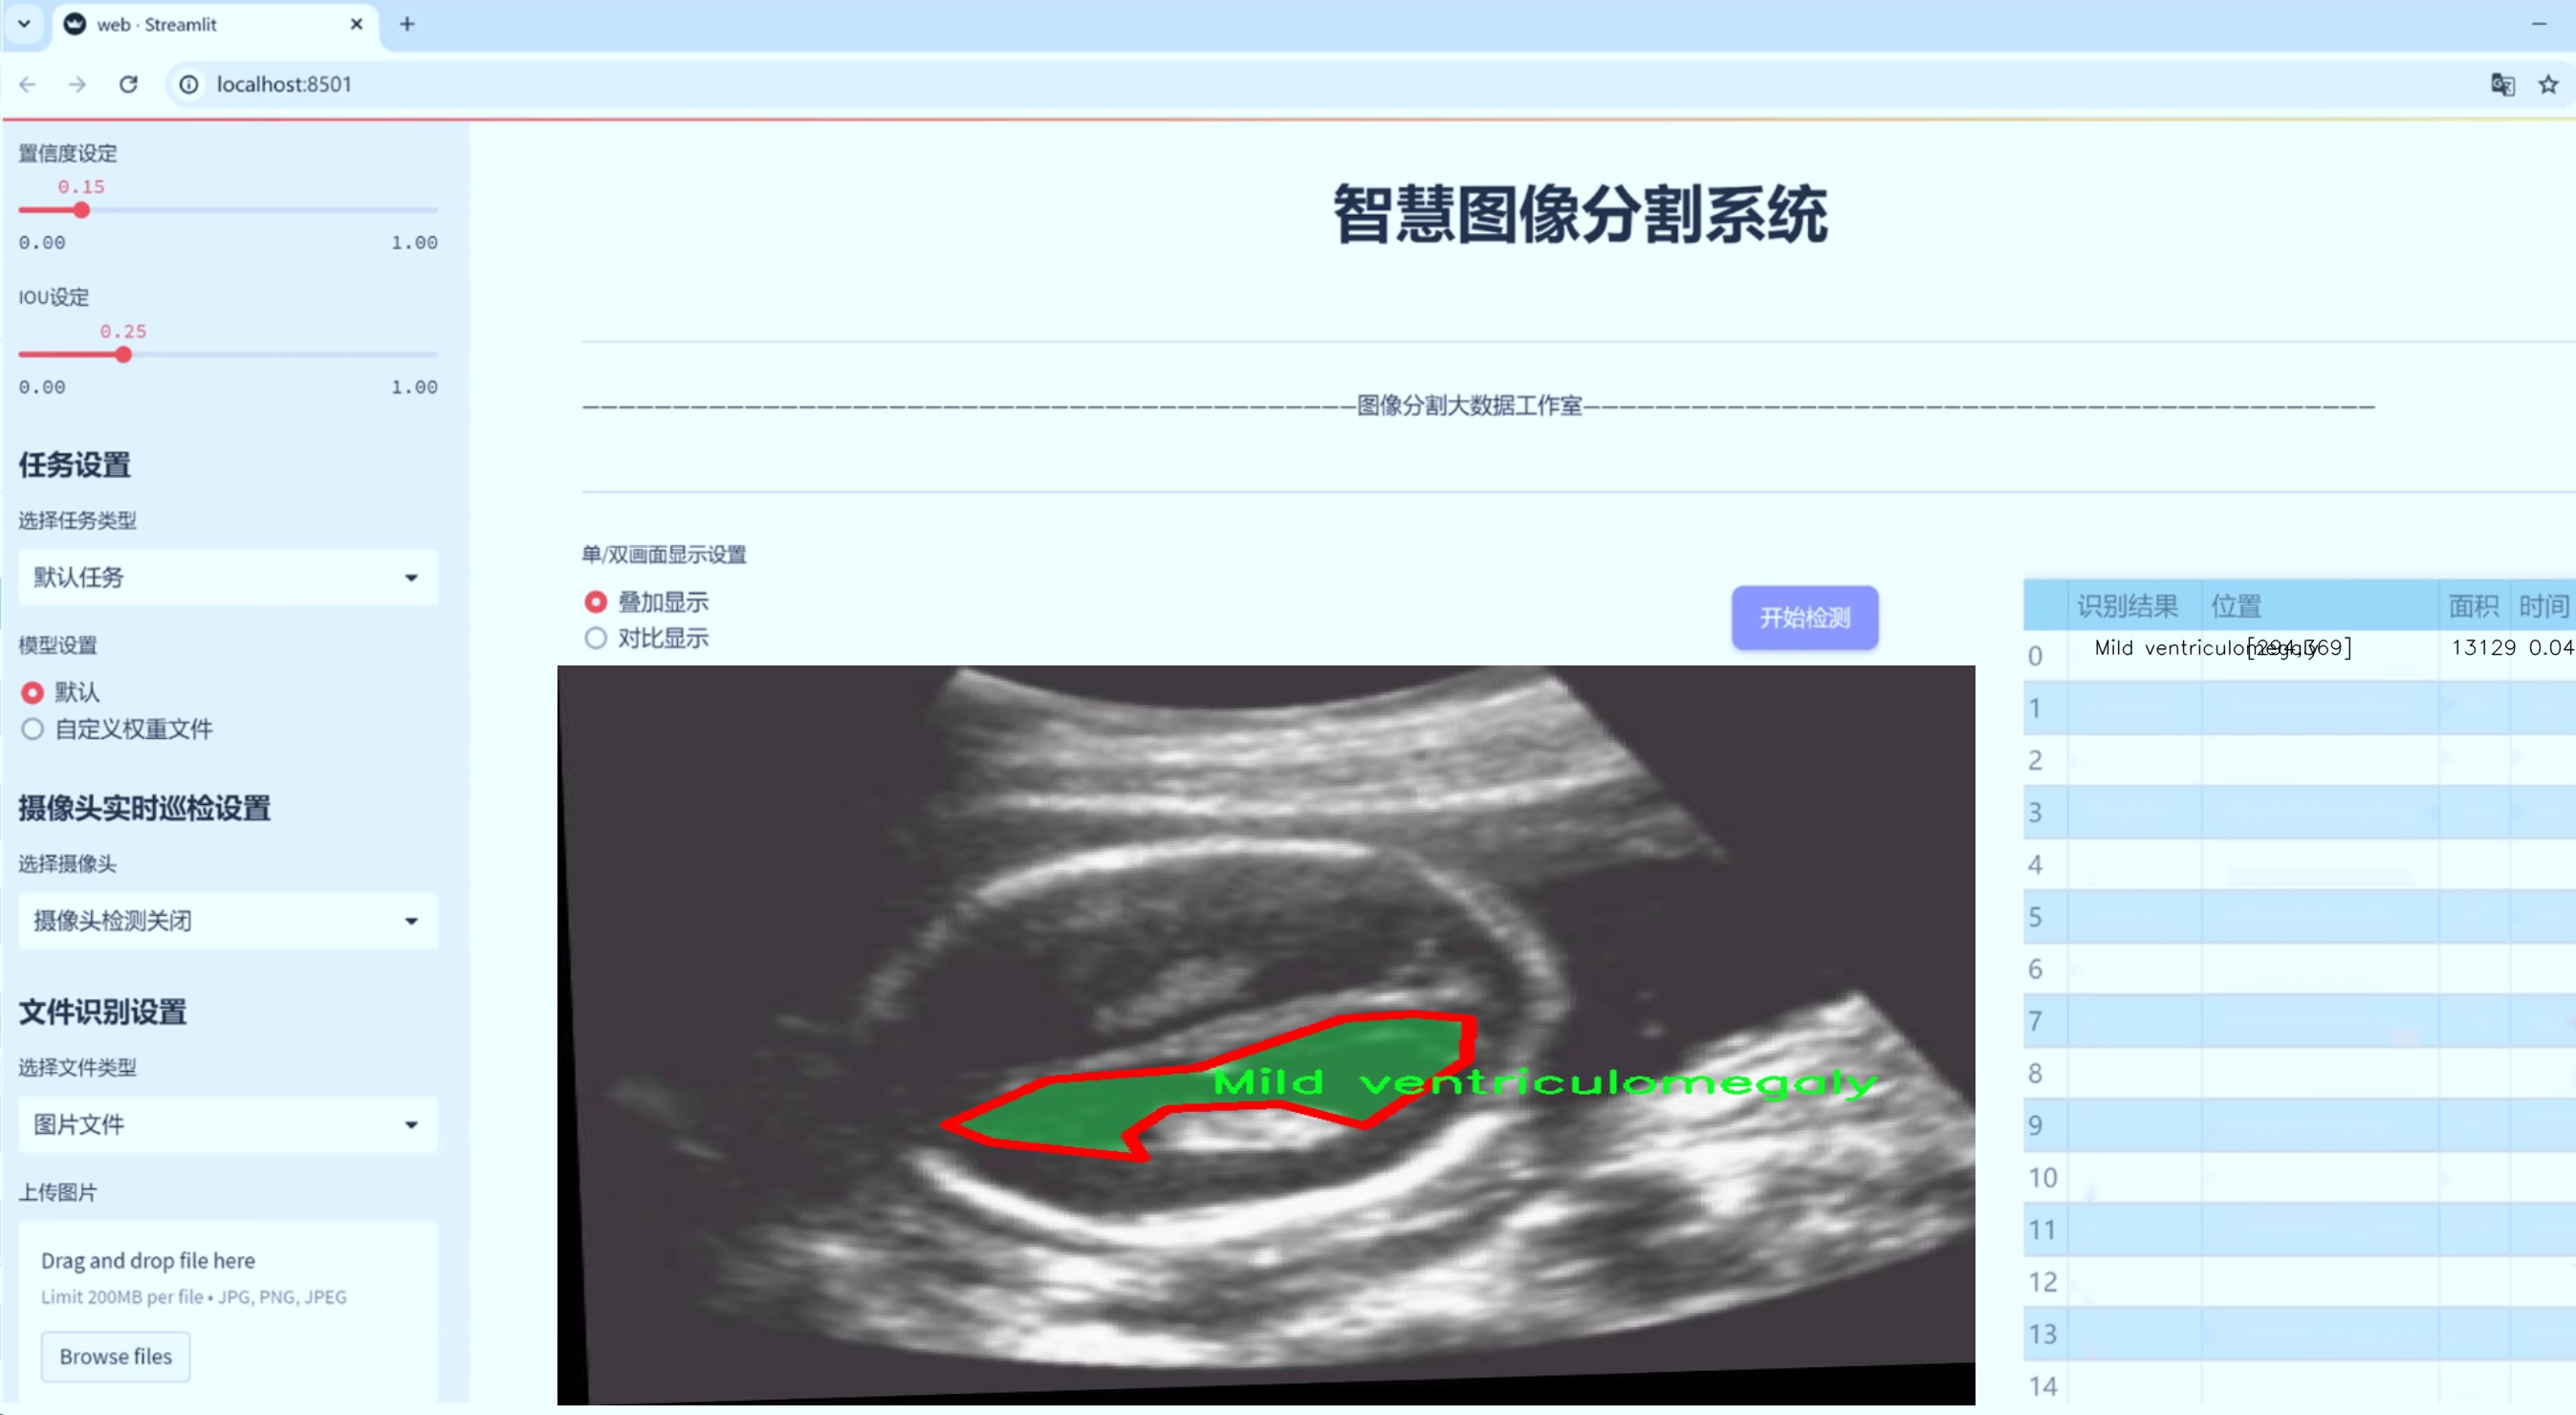 web · Streamlit
localhost:8501
置信度设定
0.15
0.00 1.00
IOU设定
0.25
0.00 1.00
任务设置
选择任务类型
默认任务
模型设置
默认
自定义权重文件
摄像头实时巡检设置
选择摄像头
摄像头检测关闭
文件识别设置
选择文件类型
图片文件
上传图片
Drag and drop file here
Limit 200MB per file • JPG, PNG, JPEG
Browse files
智慧图像分割系统
———图像分割大数据工作室———
单/双画面显示设置
叠加显示
对比显示
开始检测
Mild ventriculomegaly
识别结果 位置 面积 时间
0 Mild ventriculomegaly [294,369] 13129 0.04
1
2
3
4
5
6
7
8
9
10
11
12
13
14